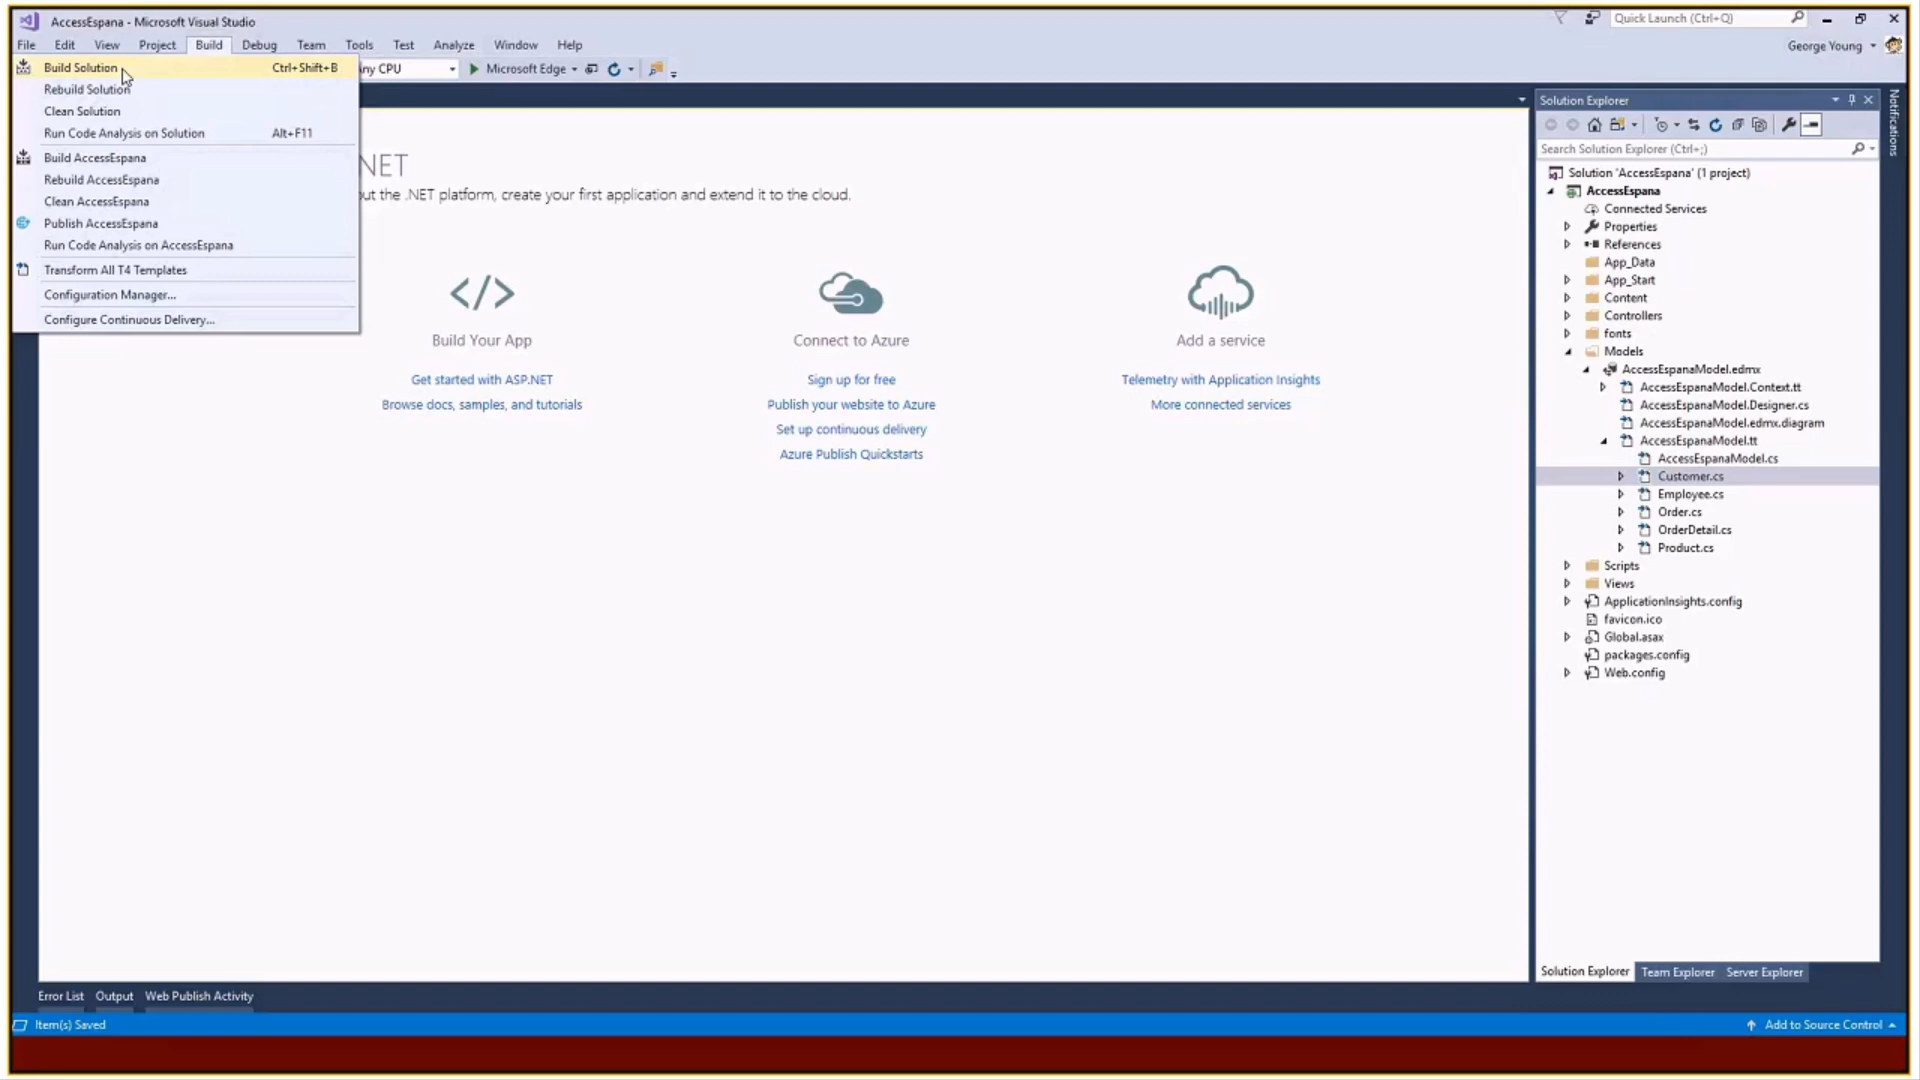 AccessEspana - Microsoft Visual Studio
Quick Launch (Ctrl+Q)
File Edit View Project Build Debug Team Tools Test Analyze Window Help
George Young
Build Solution Ctrl+Shift+B
ny CPU
Microsoft Edge
Rebuild Solution
Clean Solution
Run Code Analysis on Solution Alt+F11
Build AccessEspana
Rebuild AccessEspana
Clean AccessEspana
Publish AccessEspana
Run Code Analysis on AccessEspana
Transform All T4 Templates
Configuration Manager...
Configure Continuous Delivery...
NET
out the .NET platform, create your first application and extend it to the cloud.
Build Your App
Get started with ASP.NET
Browse docs, samples, and tutorials
Connect to Azure
Sign up for free
Publish your website to Azure
Set up continuous delivery
Azure Publish Quickstarts
Add a service
Telemetry with Application Insights
More connected services
Solution Explorer
Search Solution Explorer (Ctrl+;)
Solution 'AccessEspana' (1 project)
AccessEspana
Connected Services
Properties
References
App_Data
App_Start
Content
Controllers
fonts
Models
AccessEspanaModel.edmx
AccessEspanaModel.Context.tt
AccessEspanaModel.Designer.cs
AccessEspanaModel.edmx.diagram
AccessEspanaModel.tt
AccessEspanaModel.cs
Customer.cs
Employee.cs
Order.cs
OrderDetail.cs
Product.cs
Scripts
Views
ApplicationInsights.config
favicon.ico
Global.asax
packages.config
Web.config
Solution Explorer Team Explorer Server Explorer
Notifications
Error List Output Web Publish Activity
Item(s) Saved
Add to Source Control